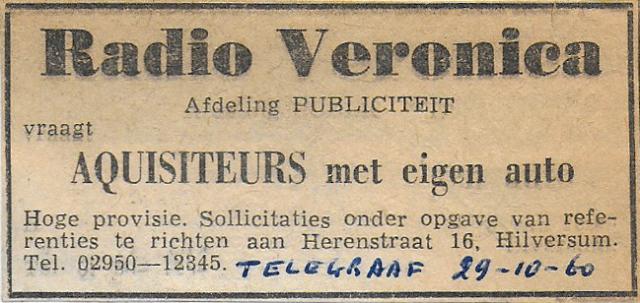 Radio Veronica
Afdeling PUBLICITEIT
vraagt
AQUISITEURS met eigen auto
Hoge provisie. Sollicitaties onder opgave van refe-
renties te richten aan Herenstraat 16, Hilversum.
Tel. 02950—12345. TELEGRAAF 29-10-60